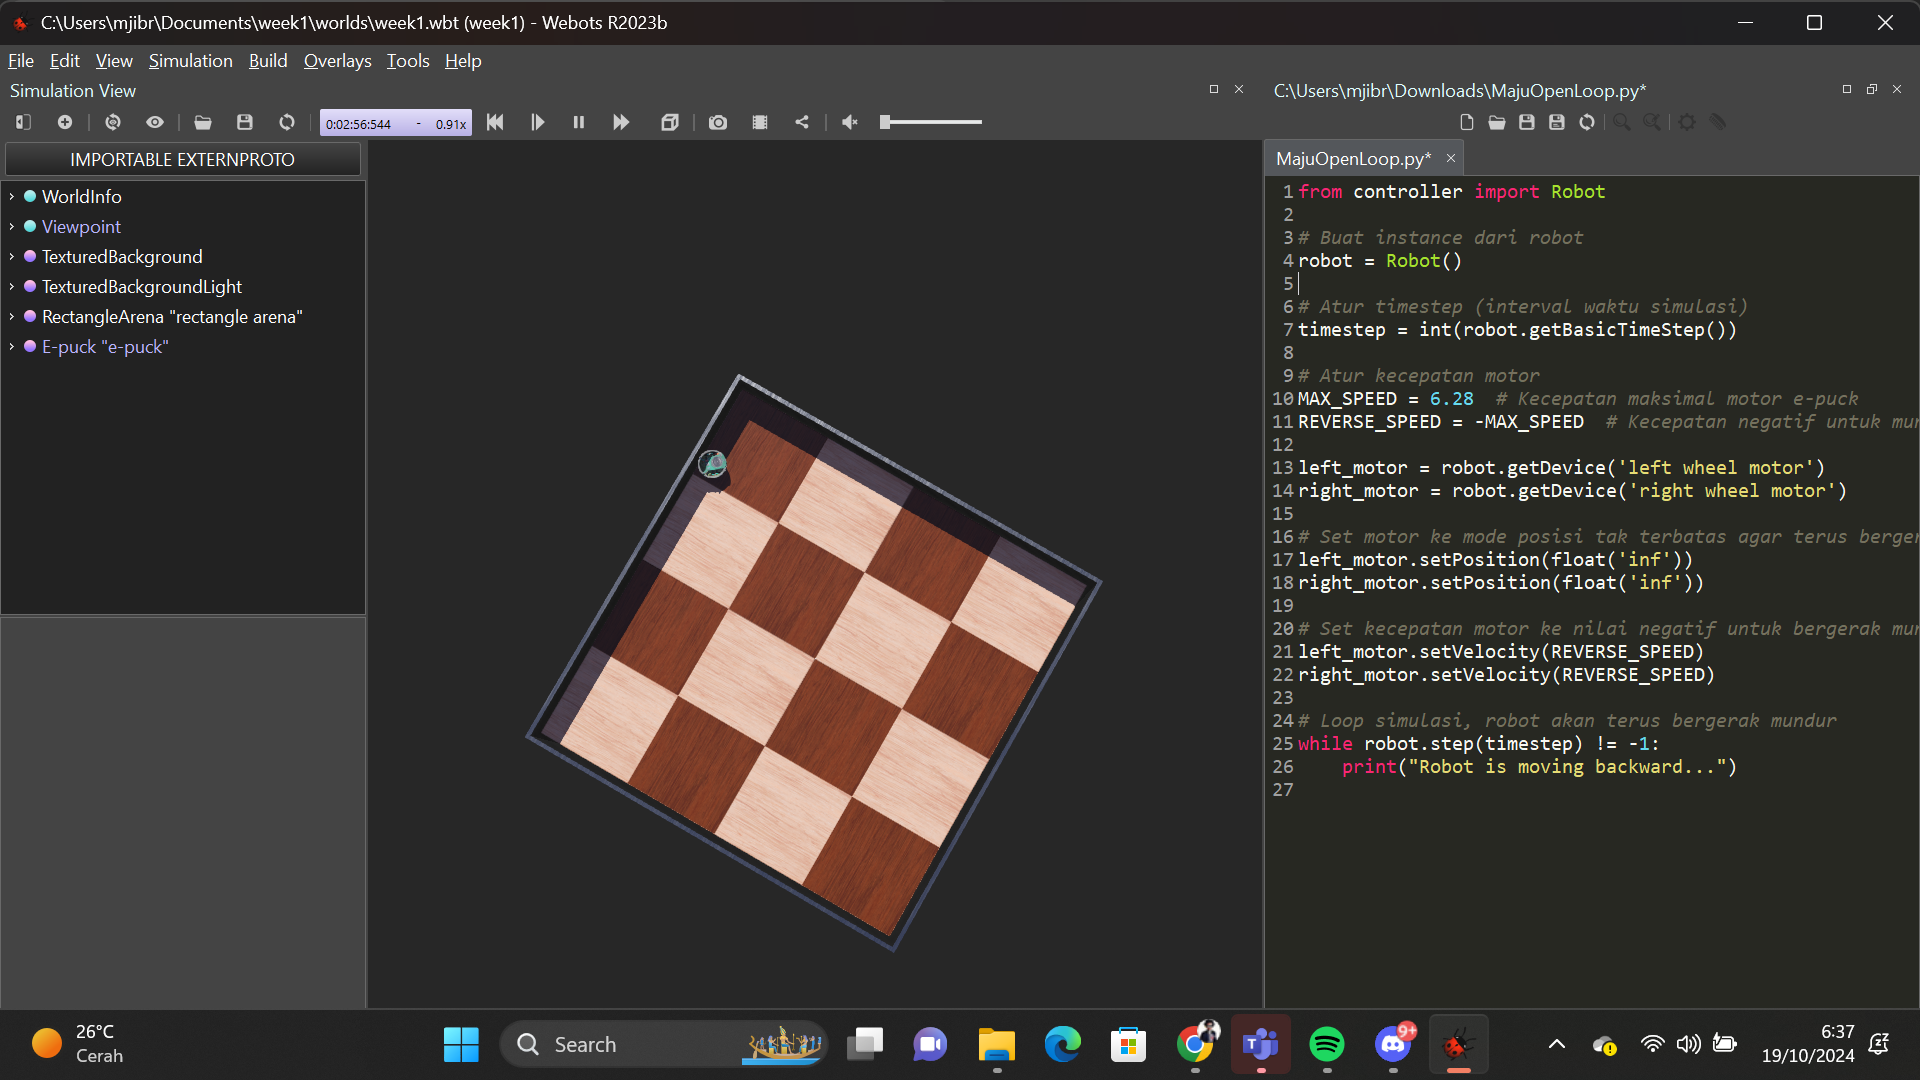 C:\Users\mjibr\Documents\week1\worlds\week1.wbt (week1) - Webots R2023b
File Edit View Simulation Build Overlays Tools Help
Simulation View
0:02:56:544 - 0.91x
IMPORTABLE EXTERNPROTO
WorldInfo
Viewpoint
TexturedBackground
TexturedBackgroundLight
RectangleArena "rectangle arena"
E-puck "e-puck"
C:\Users\mjibr\Downloads\MajuOpenLoop.py*
MajuOpenLoop.py*
1 from controller import Robot
2
3 # Buat instance dari robot
4 robot = Robot()
5
6 # Atur timestep (interval waktu simulasi)
7 timestep = int(robot.getBasicTimeStep())
8
9 # Atur kecepatan motor
10 MAX_SPEED = 6.28  # Kecepatan maksimal motor e-puck
11 REVERSE_SPEED = -MAX_SPEED  # Kecepatan negatif untuk mu
12
13 left_motor = robot.getDevice('left wheel motor')
14 right_motor = robot.getDevice('right wheel motor')
15
16 # Set motor ke mode posisi tak terbatas agar terus berge
17 left_motor.setPosition(float('inf'))
18 right_motor.setPosition(float('inf'))
19
20 # Set kecepatan motor ke nilai negatif untuk bergerak mu
21 left_motor.setVelocity(REVERSE_SPEED)
22 right_motor.setVelocity(REVERSE_SPEED)
23
24 # Loop simulasi, robot akan terus bergerak mundur
25 while robot.step(timestep) != -1:
26     print("Robot is moving backward...")
27
26°C
Cerah
Search
9+
6:37
19/10/2024